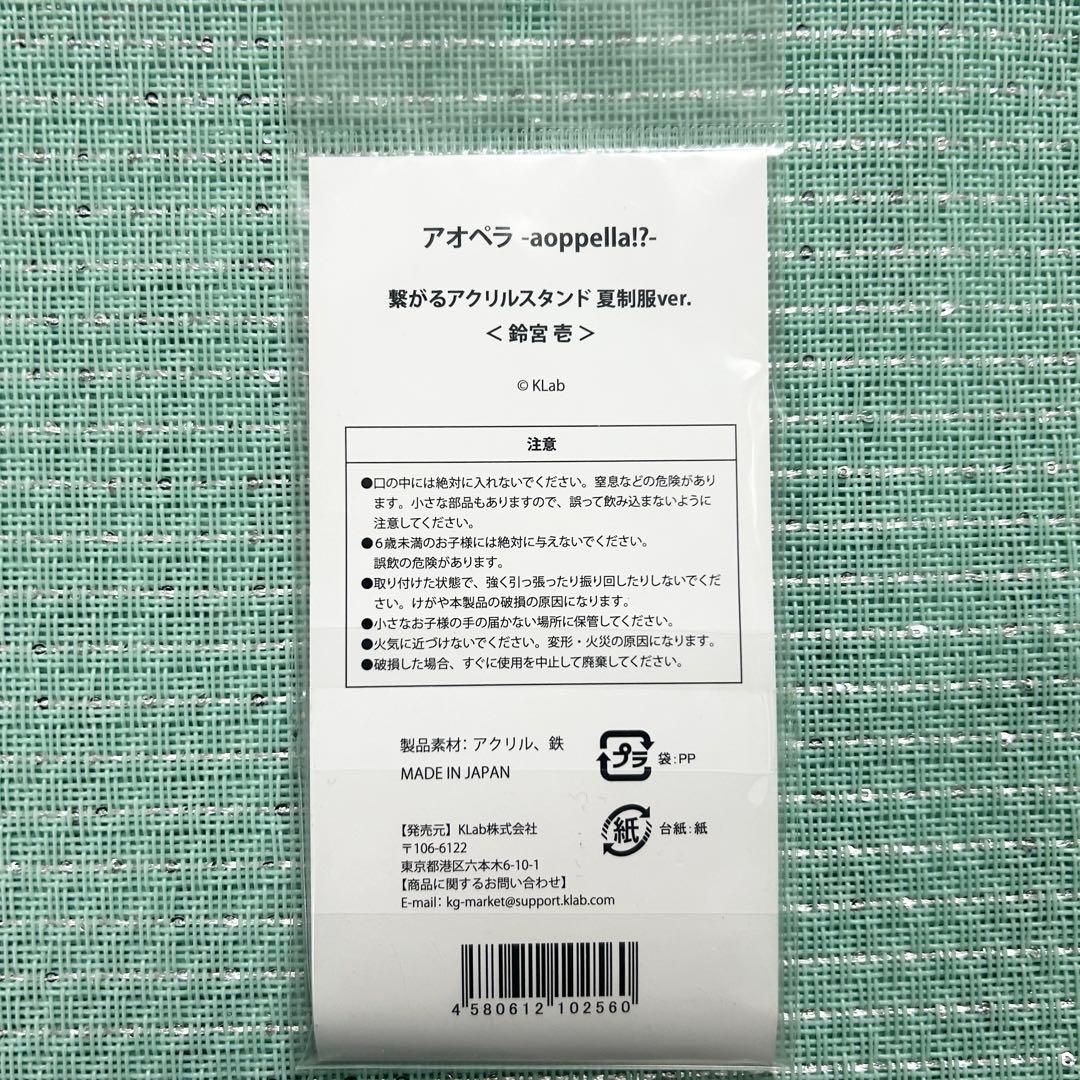 アオペラ -aoppella!?-
繋がるアクリルスタンド 夏制服ver.
＜ 鈴宮 壱 ＞
© KLab
注意
●口の中には絶対に入れないでください。窒息などの危険があり
ます。小さな部品もありますので、誤って飲み込まないように
注意してください。
●６歳未満のお子様には絶対に与えないでください。
誤飲の危険があります。
●取り付けた状態で、強く引っ張ったり振り回したりしないでくだ
さい。けがや本製品の破損の原因になります。
●小さなお子様の手の届かない場所に保管してください。
●火気に近づけないでください。変形・火災の原因になります。
●破損した場合、すぐに使用を中止して廃棄してください。
製品素材：アクリル、鉄
MADE IN JAPAN
プラ 袋：PP
紙 台紙：紙
【発売元】KLab株式会社
〒106-6122
東京都港区六本木6-10-1
【商品に関するお問い合わせ】
E-mail： kg-market@support.klab.com
4 580612 102560